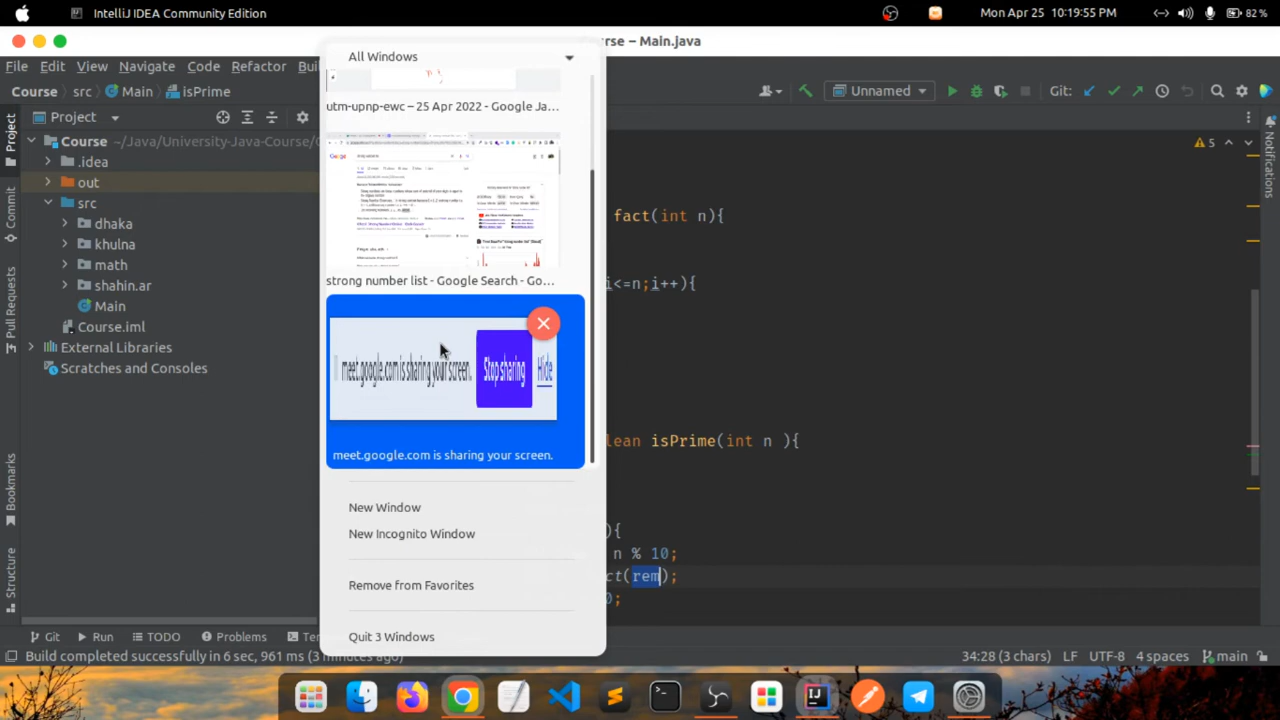 IntelliJ IDEA Community Edition
Mon Apr 25 10:19:55 PM
82 %
rse – Main.java
File Edit View Navigate Code Refactor
Course src Main isPrime
Unnamed
Git:
Project
Course ~/Java/University-Java-Course/
.idea
out
src
dhaka
khulna
math
shahin.ar
Main
Course.iml
External Libraries
Scratches and Consoles
Project
Commit
Pull Requests
Bookmarks
Structure
Notifications
5
All Windows
utm-upnp-ewc – 25 Apr 2022 - Google Ja...
strong number list - Google Search - Go...
meet.google.com is sharing your screen.
Stop sharing
Hide
meet.google.com is sharing your screen.
New Window
New Incognito Window
Remove from Favorites
Quit 3 Windows
fact(int n){
i<=n;i++){
lean isPrime(int n ){
){
n % 10;
ct(rem);
0;
Git Run TODO Problems
Build completed successfully in 6 sec, 961 ms (3 minutes ago)
34:28 (3 chars) LF UTF-8 4 spaces main